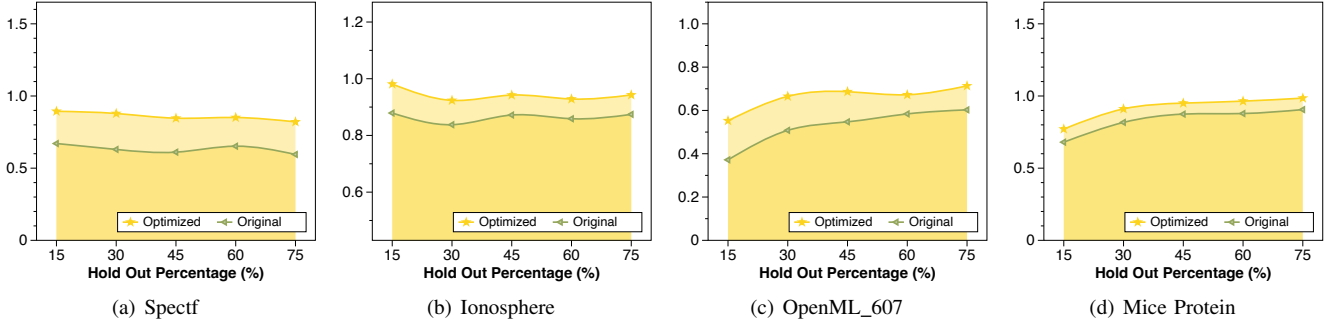 1.5
1.0
0.5
0
Optimized Original
15 30 45 60 75
Hold Out Percentage (%)
(a) Spectf
1.2
1.0
0.8
0.6
Optimized Original
15 30 45 60 75
Hold Out Percentage (%)
(b) Ionosphere
1.0
0.8
0.6
0.4
0.2
0
Optimized Original
15 30 45 60 75
Hold Out Percentage (%)
(c) OpenML_607
1.5
1.0
0.5
0
Optimized Original
15 30 45 60 75
Hold Out Percentage (%)
(d) Mice Protein